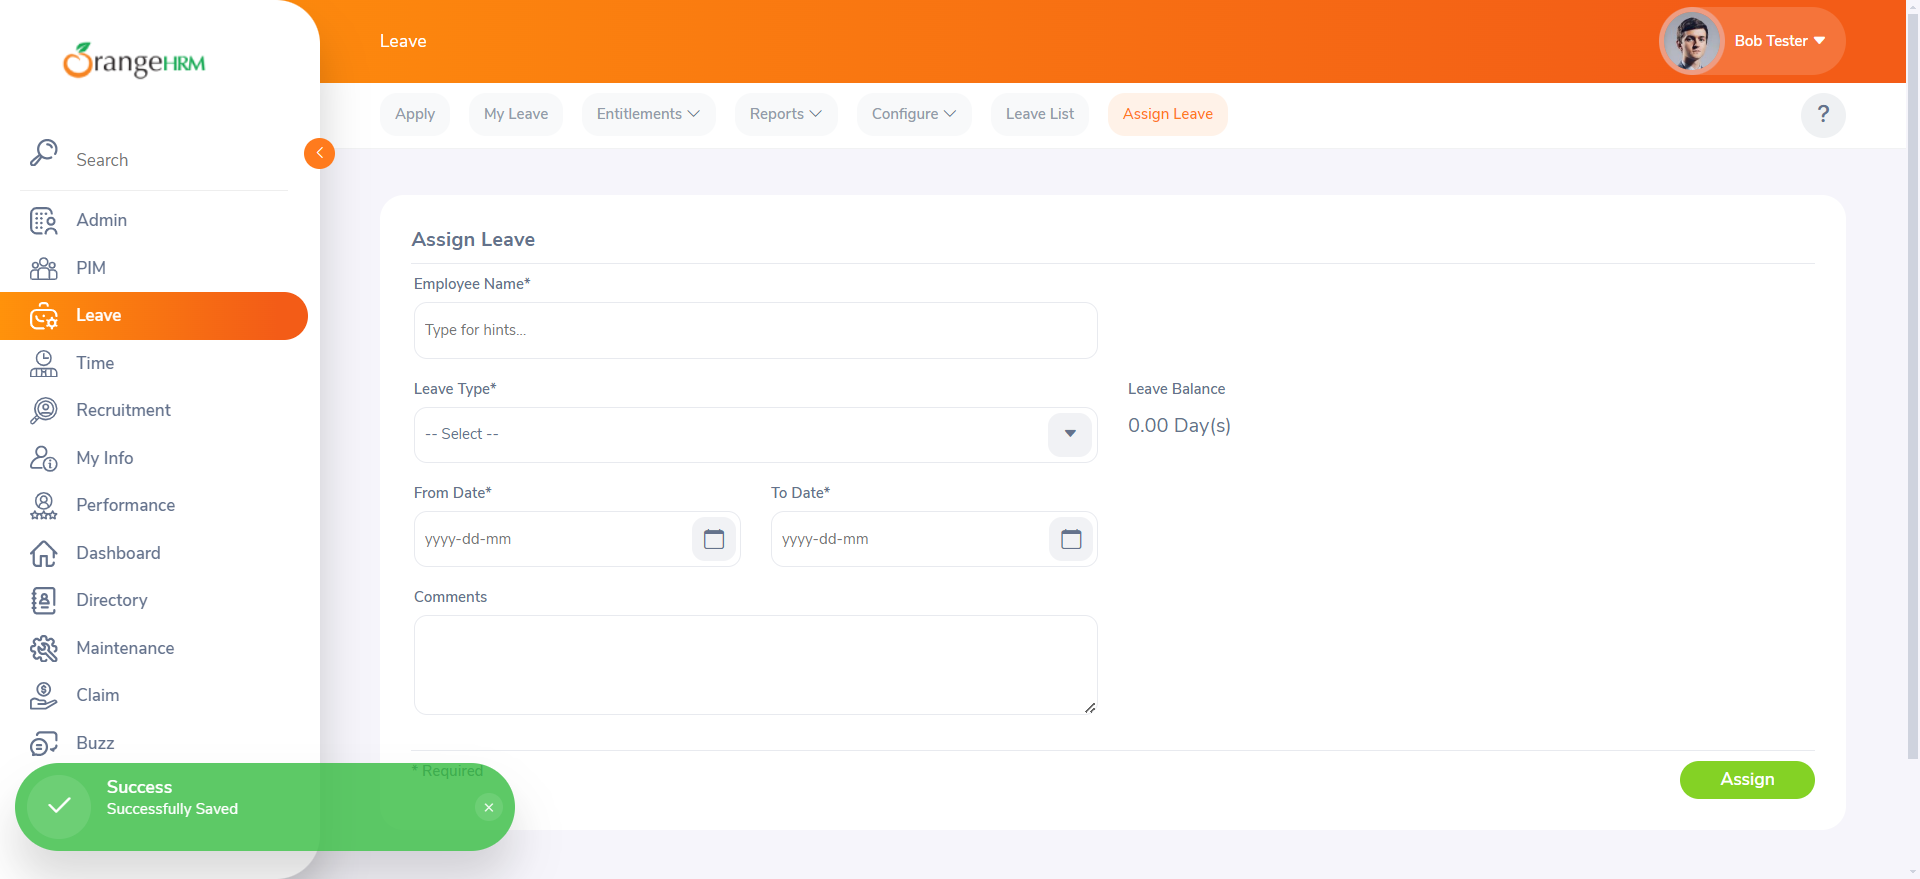 OrangeHRM
Search
Admin
PIM
Leave
Time
Recruitment
My Info
Performance
Dashboard
Directory
Maintenance
Claim
Buzz
Leave
Bob Tester
Apply
My Leave
Entitlements
Reports
Configure
Leave List
Assign Leave
?
Assign Leave
Employee Name*
Type for hints...
Leave Type*
-- Select --
Leave Balance
0.00 Day(s)
From Date*
yyyy-dd-mm
To Date*
yyyy-dd-mm
Comments
* Required
Assign
Success
Successfully Saved